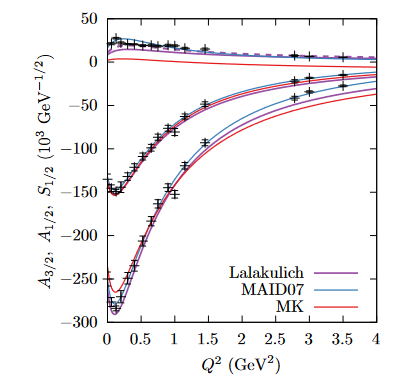 50
0
−50
−100
−150
−200
−250
−300
A3/2, A1/2, S1/2 (10³ GeV−1/2)
Lalakulich
MAID07
MK
0 0.5 1 1.5 2 2.5 3 3.5 4
Q² (GeV²)